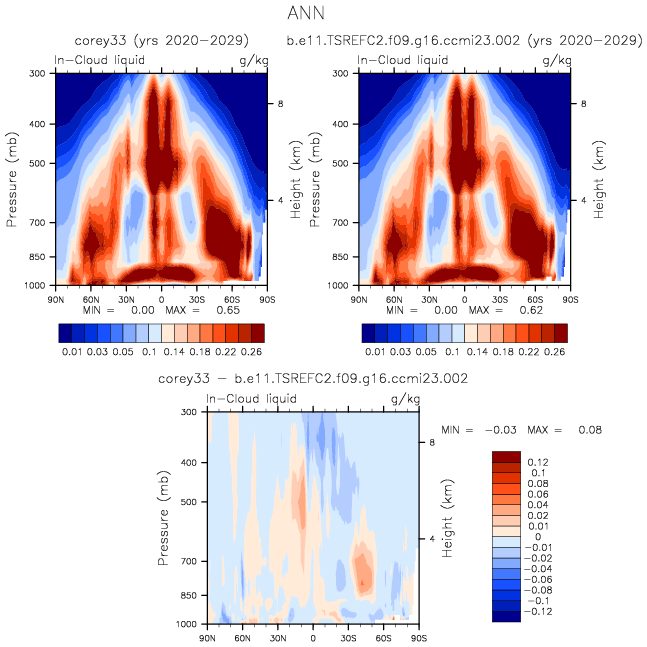 ANN
corey33 (yrs 2020-2029)
b.e11.TSREFC2.f09.g16.ccmi23.002 (yrs 2020-2029)
In-Cloud liquid g/kg
In-Cloud liquid g/kg
300
400
500
700
850
1000
Pressure (mb)
8
4
Height (km)
90N 60N 30N 0 30S 60S 90S
MIN = 0.00 MAX = 0.65
0.01 0.03 0.05 0.1 0.14 0.18 0.22 0.26
300
400
500
700
850
1000
Pressure (mb)
8
4
Height (km)
90N 60N 30N 0 30S 60S 90S
MIN = 0.00 MAX = 0.62
0.01 0.03 0.05 0.1 0.14 0.18 0.22 0.26
corey33 - b.e11.TSREFC2.f09.g16.ccmi23.002
In-Cloud liquid g/kg
300
400
500
700
850
1000
Pressure (mb)
8
4
Height (km)
90N 60N 30N 0 30S 60S 90S
MIN = -0.03 MAX = 0.08
0.12
0.1
0.08
0.06
0.04
0.02
0.01
0
-0.01
-0.02
-0.04
-0.06
-0.08
-0.1
-0.12